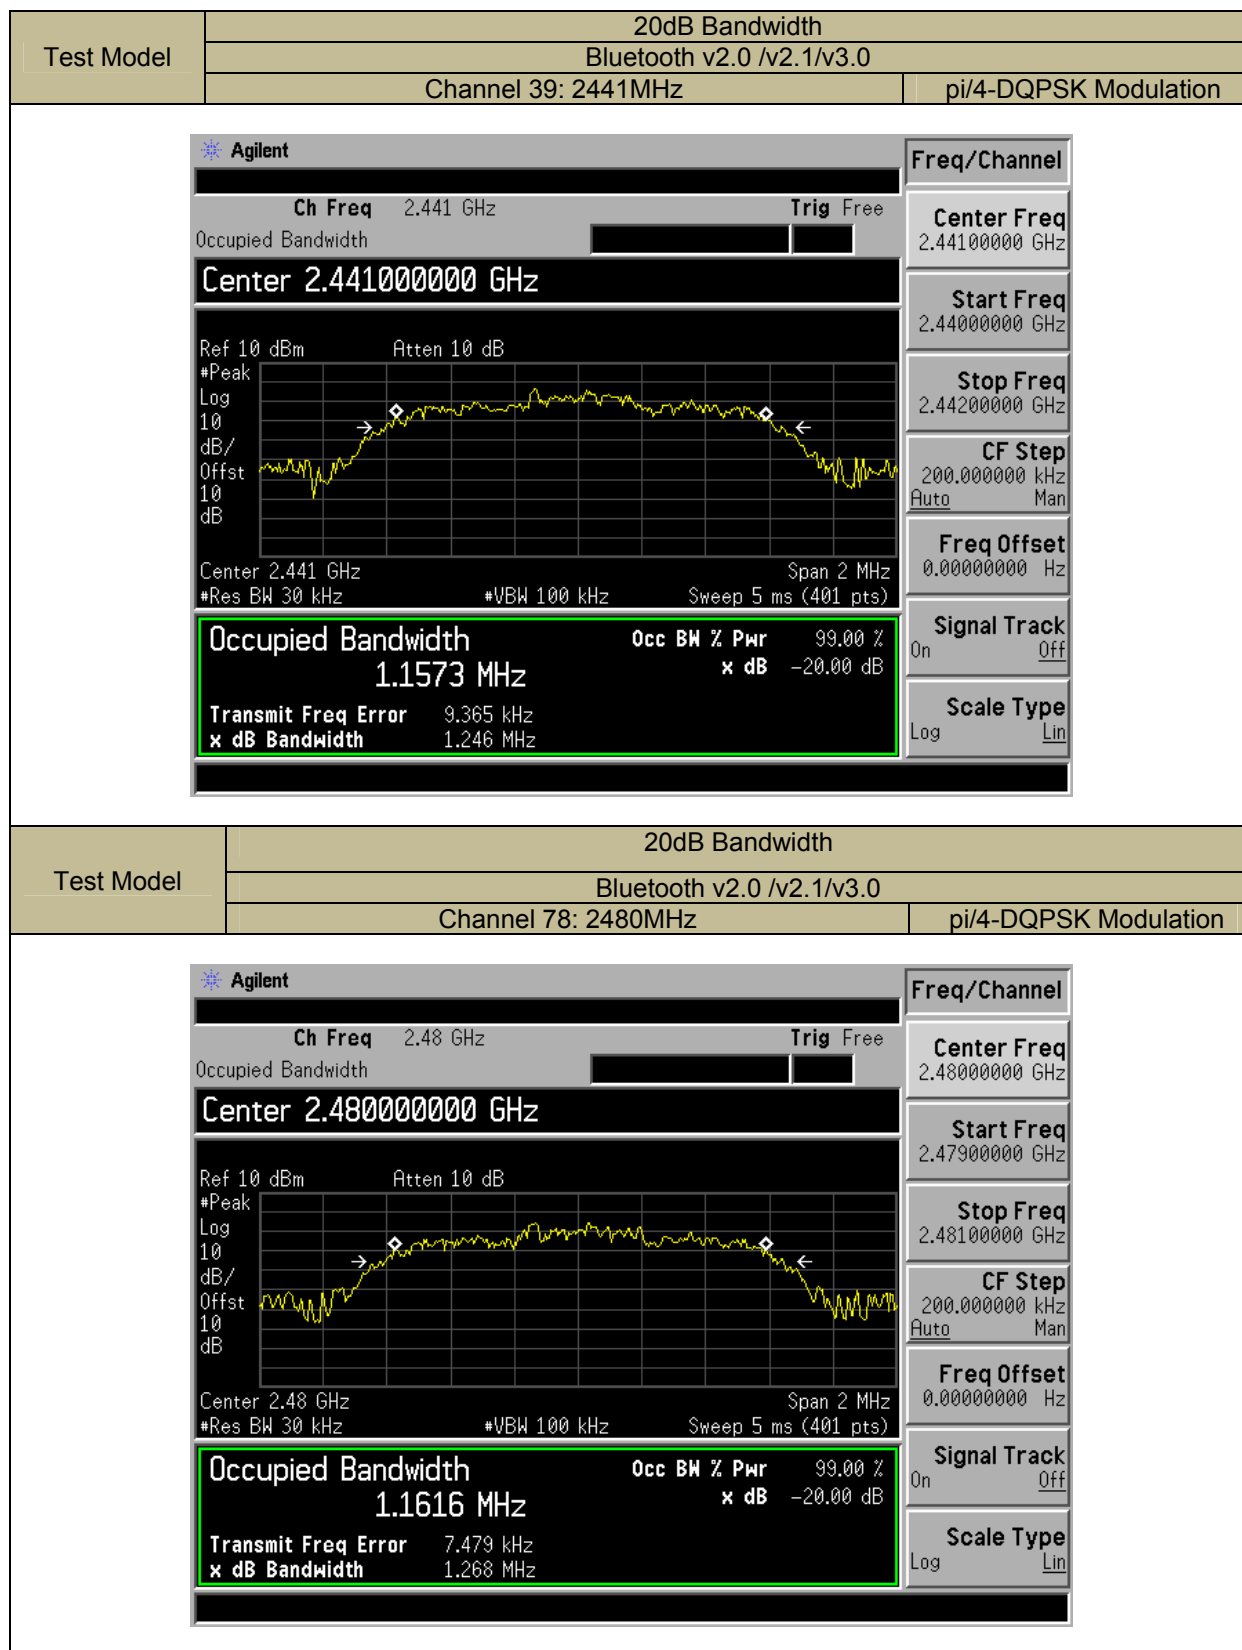 Test Model
20dB Bandwidth
Bluetooth v2.0 /v2.1/v3.0
Channel 39: 2441MHz pi/4-DQPSK Modulation
Agilent
Freq/Channel
Ch Freq 2.441 GHz Trig Free
Occupied Bandwidth
Center 2.441000000 GHz
Ref 10 dBm Atten 10 dB
#Peak
Log
10
dB/
Offst
10
dB
Center 2.441 GHz Span 2 MHz
#Res BW 30 kHz #VBW 100 kHz Sweep 5 ms (401 pts)
Occupied Bandwidth
1.1573 MHz
Occ BW % Pwr 99.00 %
x dB -20.00 dB
Transmit Freq Error 9.365 kHz
x dB Bandwidth 1.246 MHz
Center Freq
2.44100000 GHz
Start Freq
2.44000000 GHz
Stop Freq
2.44200000 GHz
CF Step
200.000000 kHz
Auto Man
Freq Offset
0.00000000 Hz
Signal Track
On Off
Scale Type
Log Lin
Test Model
20dB Bandwidth
Bluetooth v2.0 /v2.1/v3.0
Channel 78: 2480MHz pi/4-DQPSK Modulation
Agilent
Freq/Channel
Ch Freq 2.48 GHz Trig Free
Occupied Bandwidth
Center 2.480000000 GHz
Ref 10 dBm Atten 10 dB
#Peak
Log
10
dB/
Offst
10
dB
Center 2.48 GHz Span 2 MHz
#Res BW 30 kHz #VBW 100 kHz Sweep 5 ms (401 pts)
Occupied Bandwidth
1.1616 MHz
Occ BW % Pwr 99.00 %
x dB -20.00 dB
Transmit Freq Error 7.479 kHz
x dB Bandwidth 1.268 MHz
Center Freq
2.48000000 GHz
Start Freq
2.47900000 GHz
Stop Freq
2.48100000 GHz
CF Step
200.000000 kHz
Auto Man
Freq Offset
0.00000000 Hz
Signal Track
On Off
Scale Type
Log Lin